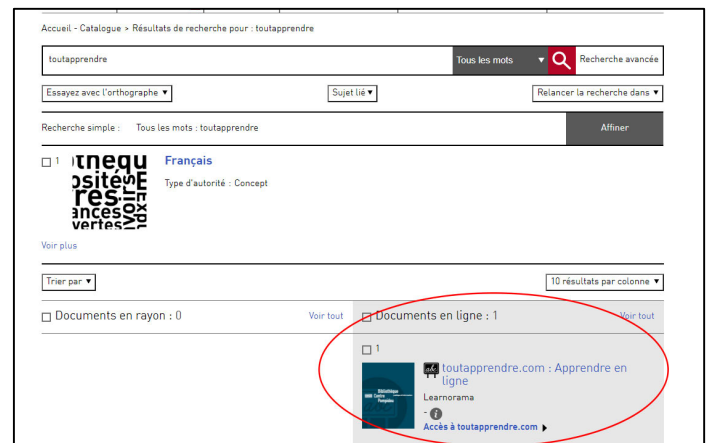 Accueil - Catalogue > Résultats de recherche pour : toutapprendre
toutapprendre
Tous les mots ▼
Recherche avancée
Essayez avec l'orthographe ▼
Sujet lié ▼
Relancer la recherche dans ▼
Recherche simple : Tous les mots : toutapprendre
Affiner
1
Français
Type d'autorité : Concept
Voir plus
Trier par ▼
10 résultats par colonne ▼
Documents en rayon : 0
Voir tout
Documents en ligne : 1
Voir tout
1
abc
toutapprendre.com : Apprendre en
ligne
Learnorama
- i
Accès à toutapprendre.com